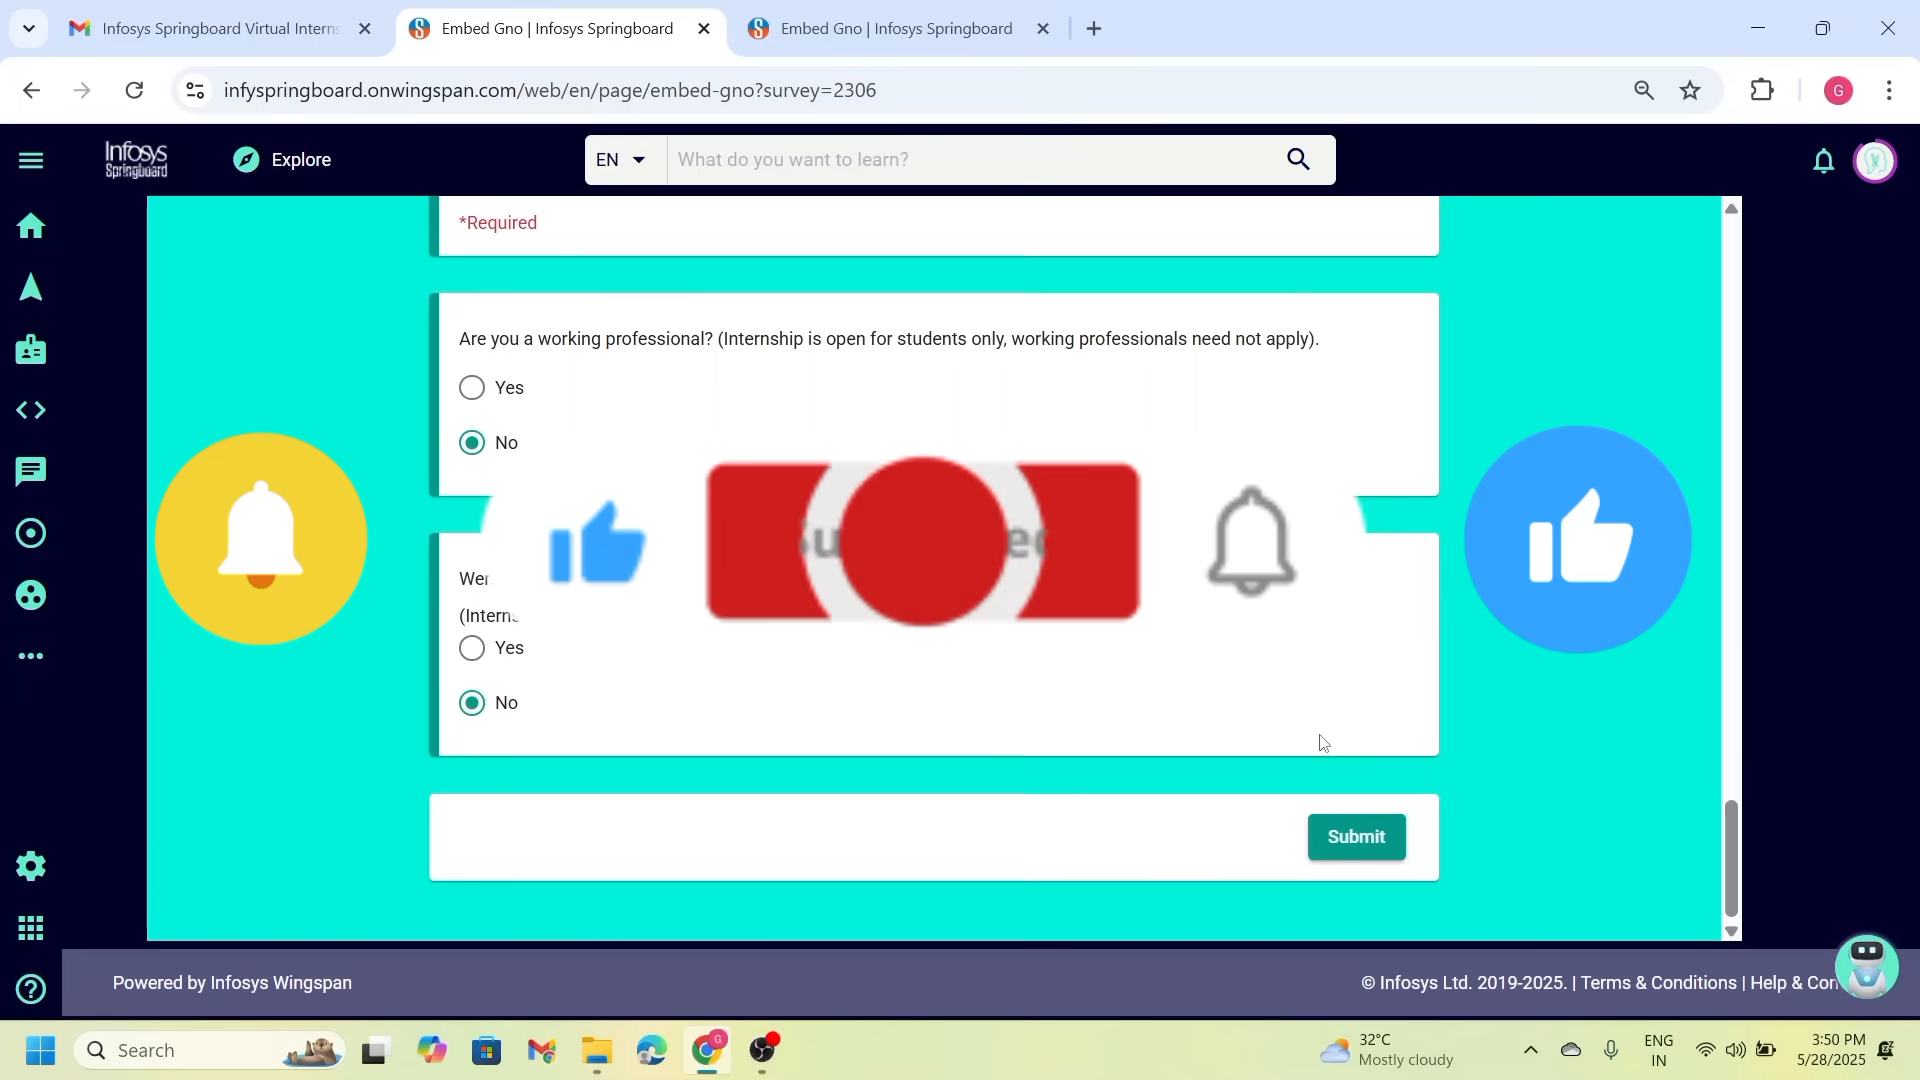 Infosys Springboard Virtual Interns
Embed Gno | Infosys Springboard
Embed Gno | Infosys Springboard
infyspringboard.onwingspan.com/web/en/page/embed-gno?survey=2306
G
Infosys
Springboard
Explore
EN
What do you want to learn?
*Required
Are you a working professional? (Internship is open for students only, working professionals need not apply).
Yes
No
Wer
(Interns
Yes
No
Submit
Powered by Infosys Wingspan
© Infosys Ltd. 2019-2025. | Terms & Conditions | Help & Con
Search
G
32°C
Mostly cloudy
ENG
IN
3:50 PM
5/28/2025